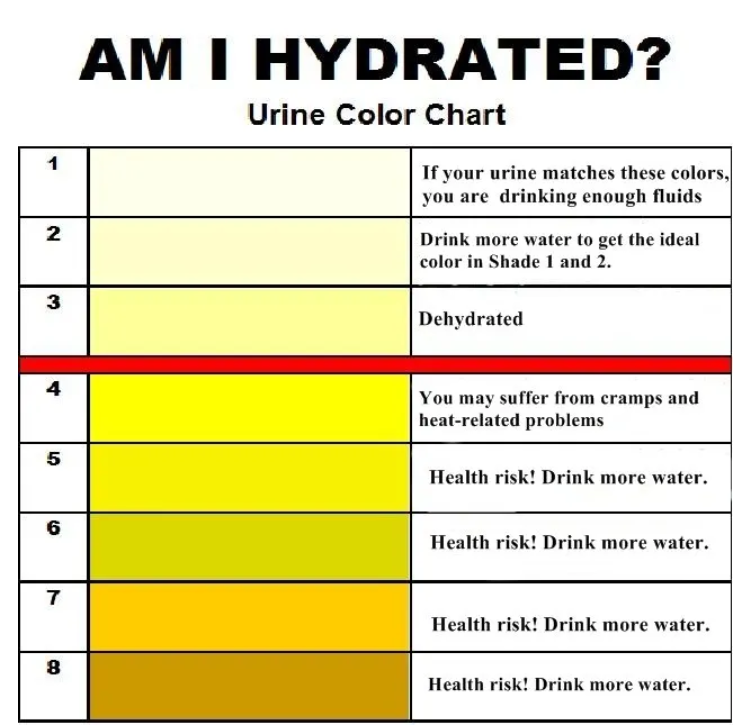 AM I HYDRATED?
Urine Color Chart
1
If your urine matches these colors,
you are drinking enough fluids
2
Drink more water to get the ideal
color in Shade 1 and 2.
3
Dehydrated
4
You may suffer from cramps and
heat-related problems
5
Health risk! Drink more water.
6
Health risk! Drink more water.
7
Health risk! Drink more water.
8
Health risk! Drink more water.